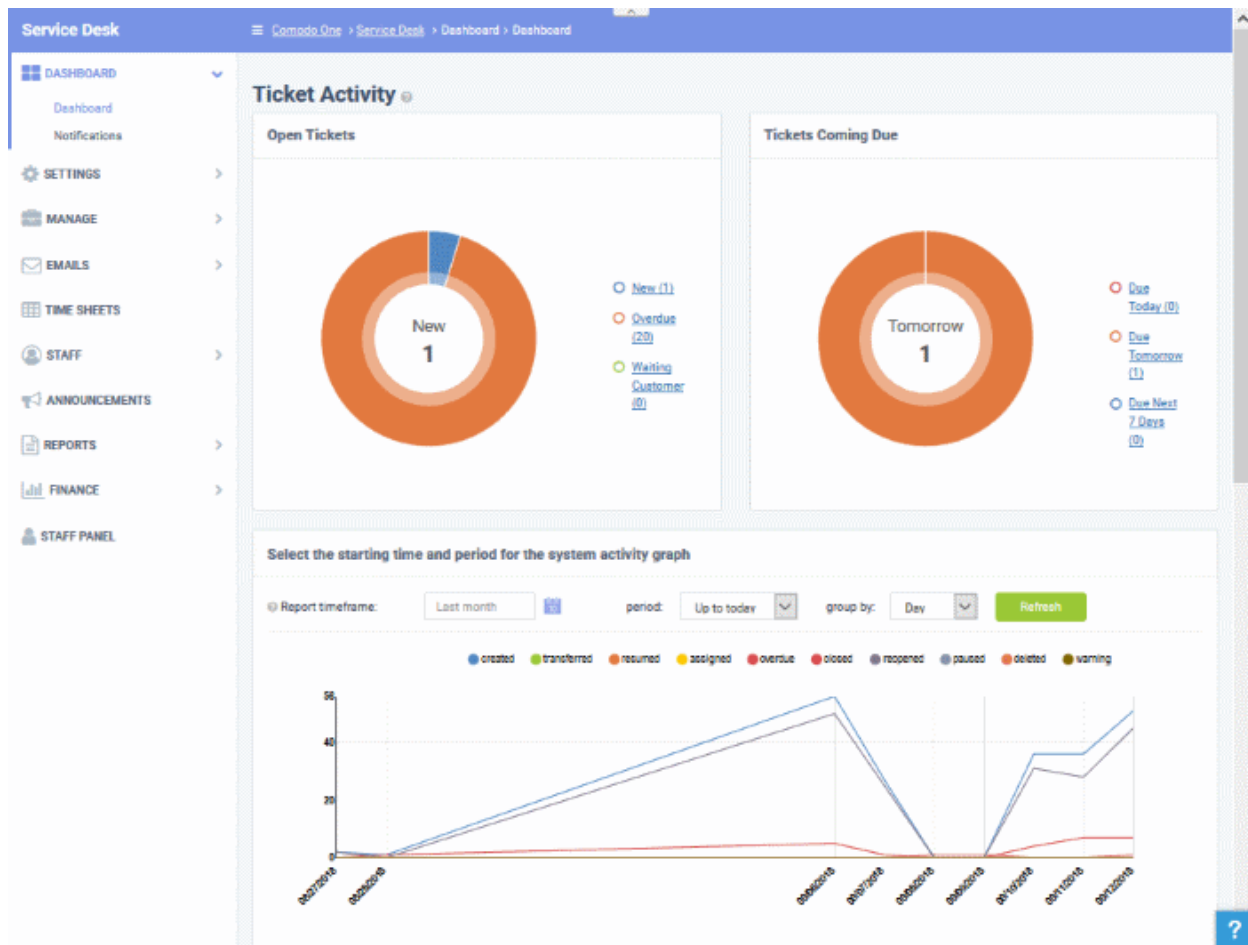 Service Desk
Comodo One > Service Desk > Dashboard > Dashboard
DASHBOARD
Dashboard
Notifications
SETTINGS
MANAGE
EMAILS
TIME SHEETS
STAFF
ANNOUNCEMENTS
REPORTS
FINANCE
STAFF PANEL
Ticket Activity
Open Tickets
New
1
New (1)
Overdue
(20)
Waiting
Customer
(0)
Tickets Coming Due
Tomorrow
1
Due
Today (0)
Due
Tomorrow
(1)
Due Next
7 Days
(0)
Select the starting time and period for the system activity graph
Report timeframe: Last month period: Up to today group by: Day Refresh
created transferred resumed assigned overdue closed reopened paused deleted warning
56
40
20
0
?